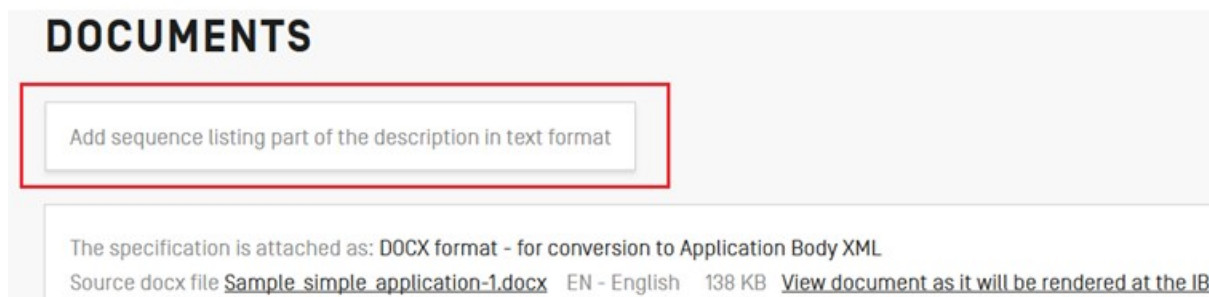 DOCUMENTS
Add sequence listing part of the description in text format
The specification is attached as: DOCX format - for conversion to Application Body XML
Source docx file Sample simple application-1.docx EN - English 138 KB View document as it will be rendered at the IB